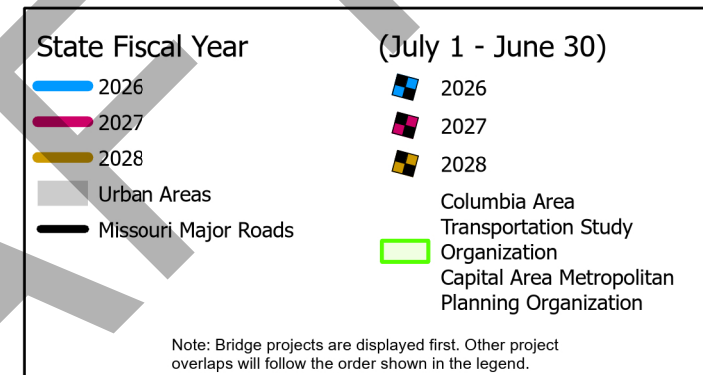 State Fiscal Year (July 1 - June 30)
2026
2027
2028
Urban Areas
Missouri Major Roads
2026
2027
2028
Columbia Area
Transportation Study
Organization
Capital Area Metropolitan
Planning Organization
Note: Bridge projects are displayed first. Other project
overlaps will follow the order shown in the legend.